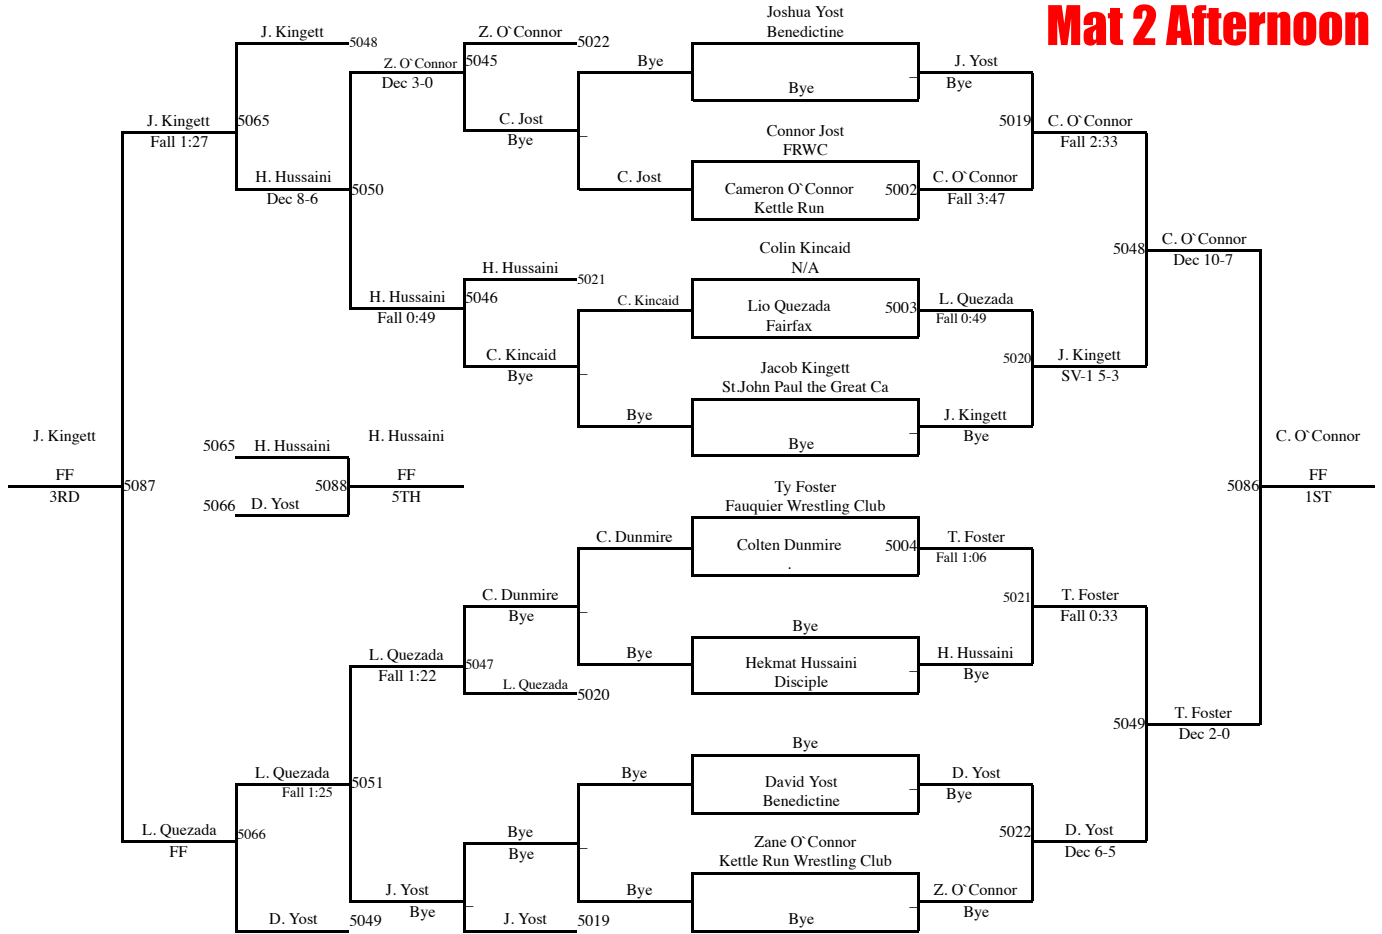 Mat 2 Afternoon
Joshua Yost
Benedictine
Bye
J. Kingett
5048
Z. O`Connor
5022
Z. O`Connor
5045
Dec 3-0
Bye
J. Yost
Bye
J. Kingett
5065
Fall 1:27
C. Jost
Bye
Connor Jost
FRWC
5019
C. O`Connor
Fall 2:33
H. Hussaini
Dec 8-6
5050
C. Jost
Cameron O`Connor
5002
Kettle Run
C. O`Connor
Fall 3:47
Colin Kincaid
N/A
5048
C. O`Connor
Dec 10-7
H. Hussaini
5021
H. Hussaini
5046
Fall 0:49
C. Kincaid
Lio Quezada
5003
Fairfax
L. Quezada
Fall 0:49
C. Kincaid
Bye
Jacob Kingett
St.John Paul the Great Ca
5020
J. Kingett
SV-1 5-3
Bye
Bye
J. Kingett
Bye
J. Kingett
FF
3RD
5087
5065
H. Hussaini
5066
D. Yost
5088
H. Hussaini
FF
5TH
C. O`Connor
5086
FF
1ST
Ty Foster
Fauquier Wrestling Club
C. Dunmire
Colten Dunmire
5004
.
T. Foster
Fall 1:06
C. Dunmire
Bye
5021
T. Foster
Fall 0:33
Bye
L. Quezada
5047
Fall 1:22
L. Quezada
5020
Bye
Hekmat Hussaini
Disciple
H. Hussaini
Bye
5049
T. Foster
Dec 2-0
Bye
L. Quezada
5051
Fall 1:25
Bye
David Yost
Benedictine
D. Yost
Bye
L. Quezada
5066
FF
Bye
Bye
Zane O`Connor
Kettle Run Wrestling Club
5022
D. Yost
Dec 6-5
J. Yost
Bye
Bye
Bye
Z. O`Connor
Bye
D. Yost
5049
J. Yost
5019